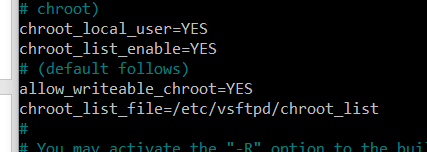 # chroot)
chroot_local_user=YES
chroot_list_enable=YES
# (default follows)
allow_writeable_chroot=YES
chroot_list_file=/etc/vsftpd/chroot_list
#
# You may activate the "-R" option to the bui